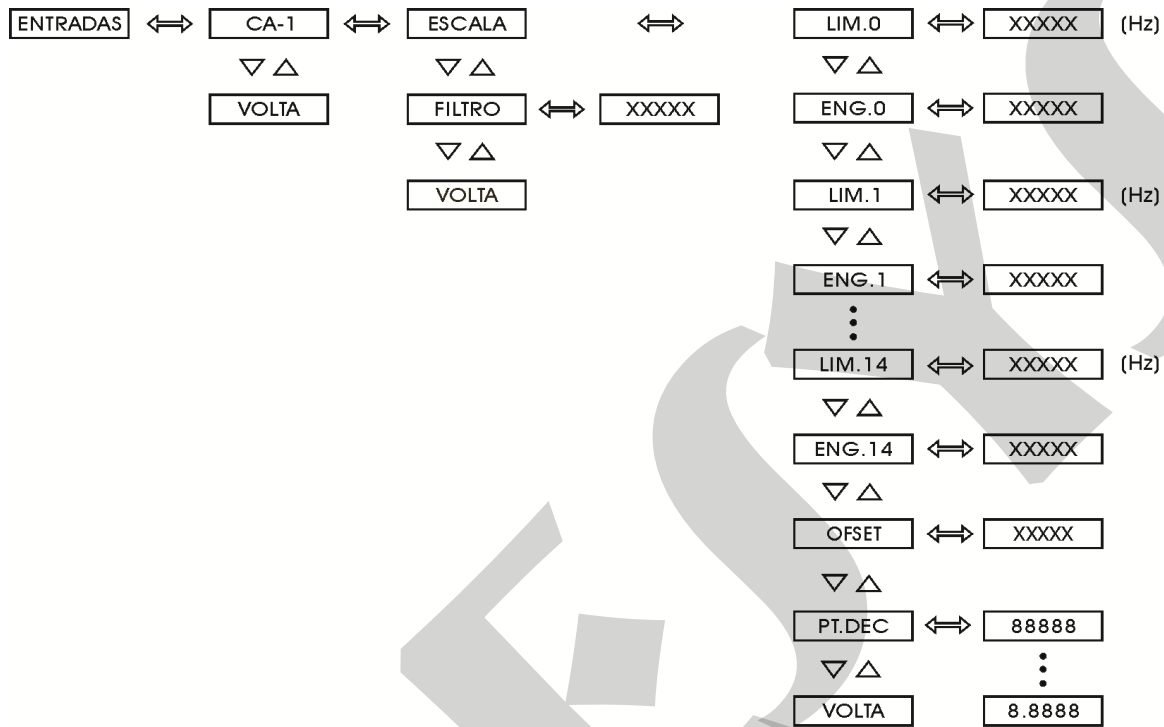 ENTRADAS CA-1 ESCALA LIM.0 XXXXX (Hz)
VOLTA FILTRO XXXXX ENG.0 XXXXX
VOLTA LIM.1 XXXXX (Hz)
ENG.1 XXXXX
LIM.14 XXXXX (Hz)
ENG.14 XXXXX
OFSET XXXXX
PT.DEC 88888
VOLTA 8.8888